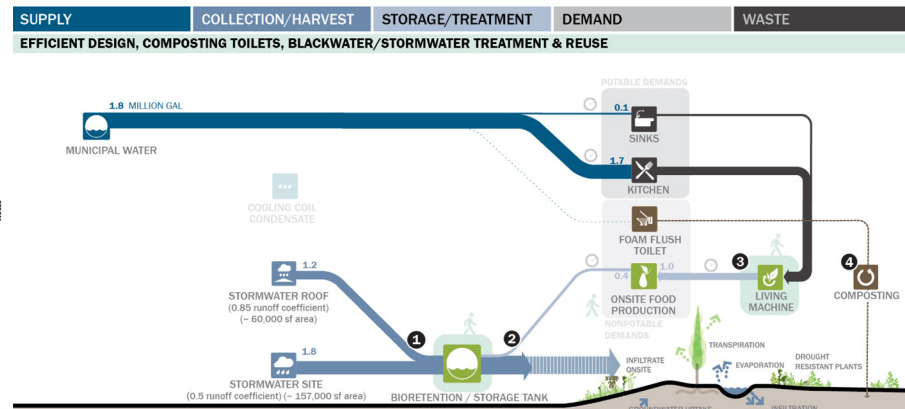 SUPPLY
COLLECTION/HARVEST
STORAGE/TREATMENT
DEMAND
WASTE
EFFICIENT DESIGN, COMPOSTING TOILETS, BLACKWATER/STORMWATER TREATMENT & REUSE
POTABLE DEMANDS
1.8 MILLION GAL
MUNICIPAL WATER
0.1
SINKS
1.7
KITCHEN
COOLING COIL
CONDENSATE
FOAM FLUSH
TOILET
1.2
STORMWATER ROOF
(0.85 runoff coefficient)
(~ 60,000 sf area)
0.4
1.0
ONSITE FOOD
PRODUCTION
NONPOTABLE
DEMANDS
3
LIVING
MACHINE
4
COMPOSTING
1
2
1.8
STORMWATER SITE
(0.5 runoff coefficient) (~ 157,000 sf area)
BIORETENTION / STORAGE TANK
INFILTRATE
ONSITE
TRANSPIRATION
EVAPORATION
DROUGHT
RESISTANT PLANTS
GROUNDWATER UPTAKE
INFILTRATION